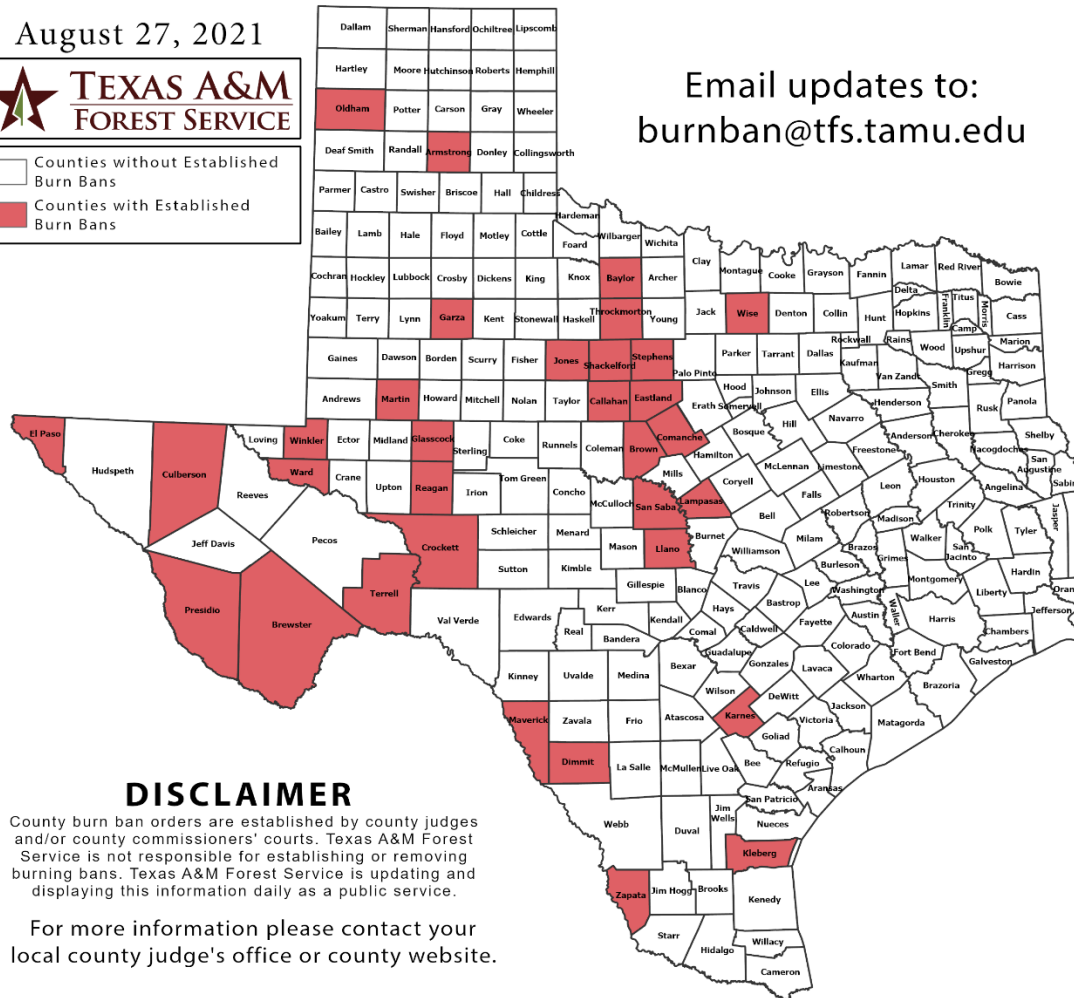 August 27, 2021
TEXAS A&M
FOREST SERVICE
Counties without Established
Burn Bans
Counties with Established
Burn Bans
Email updates to:
burnban@tfs.tamu.edu
Dallam Sherman Hansford Ochiltree Lipscomb
Hartley Moore Hutchinson Roberts Hemphill
Oldham Potter Carson Gray Wheeler
Deaf Smith Randall Armstrong Donley Collingsworth
Parmer Castro Swisher Briscoe Hall Childress
Hardeman
Bailey Lamb Hale Floyd Motley Cottle Foard Wilbarger Wichita
Clay Montague Cooke Grayson Fannin Lamar Red River Bowie
Cochran Hockley Lubbock Crosby Dickens King Knox Baylor Archer
Delta Franklin Titus Morris Cass
Yoakum Terry Lynn Garza Kent Stonewall Haskell Throckmorton Young Jack Wise Denton Collin Hunt Hopkins Camp
Rockwall Rains Wood Upshur Marion
Gaines Dawson Borden Scurry Fisher Jones Shackelford Stephens Palo Pinto Parker Tarrant Dallas Kaufman Van Zandt Gregg Harrison
Smith
Andrews Martin Howard Mitchell Nolan Taylor Callahan Eastland Erath Hood Somervell Johnson Ellis Henderson Rusk Panola
El Paso Hudspeth Culberson Loving Winkler Ector Midland Glasscock Sterling Coke Runnels Coleman Brown Comanche Hamilton Bosque Hill Navarro Anderson Cherokee Nacogdoches Shelby
Freestone San Augustine Sabin
Reeves Ward Crane Upton Reagan Irion Tom Green Concho McCulloch San Saba Mills Lampasas Coryell McLennan Limestone Leon Houston Angelina
Falls Trinity Jasper
Jeff Davis Pecos Crockett Schleicher Menard Mason Llano Burnet Bell Milam Robertson Madison Walker Polk Tyler
Williamson Brazos Grimes San Jacinto
Sutton Kimble Burleson Hardin
Presidio Brewster Terrell Gillespie Blanco Travis Lee Washington Montgomery Liberty Oran
Val Verde Edwards Real Kerr Kendall Hays Bastrop Austin Waller Harris Jefferson
Bandera Comal Caldwell Fayette Chambers
Guadalupe Colorado Fort Bend Galveston
Kinney Uvalde Medina Bexar Gonzales Lavaca Wharton Brazoria
Wilson DeWitt Jackson
Maverick Zavala Frio Atascosa Karnes Victoria Matagorda
Goliad
Dimmit La Salle McMullen Live Oak Bee Refugio Calhoun
Aransas
San Patricio
Webb Duval Jim Wells Nueces
Kleberg
Zapata Jim Hogg Brooks Kenedy
Starr Hidalgo Willacy
Cameron
DISCLAIMER
County burn ban orders are established by county judges
and/or county commissioners' courts. Texas A&M Forest
Service is not responsible for establishing or removing
burning bans. Texas A&M Forest Service is updating and
displaying this information daily as a public service.
For more information please contact your
local county judge's office or county website.